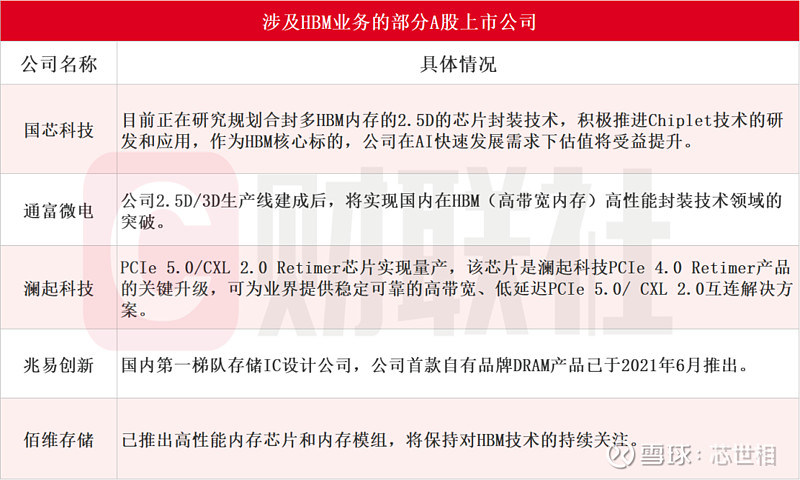 涉及HBM业务的部分A股上市公司
公司名称 具体情况
国芯科技
目前正在研究规划合封多HBM内存的2.5D的芯片封装技术，积极推进Chiplet技术的研
发和应用，作为HBM核心标的，公司在AI快速发展需求下估值将受益提升。
通富微电
公司2.5D/3D生产线建成后，将实现国内在HBM（高带宽内存）高性能封装技术领域的
突破。
澜起科技
PCIe 5.0/CXL 2.0 Retimer芯片实现量产，该芯片是澜起科技PCIe 4.0 Retimer产品
的关键升级，可为业界提供稳定可靠的高带宽、低延迟PCIe 5.0/ CXL 2.0互连解决方
案。
兆易创新
国内第一梯队存储IC设计公司，公司首款自有品牌DRAM产品已于2021年6月推出。
佰维存储
已推出高性能内存芯片和内存模组，将保持对HBM技术的持续关注。
财联社
雪球：芯世相